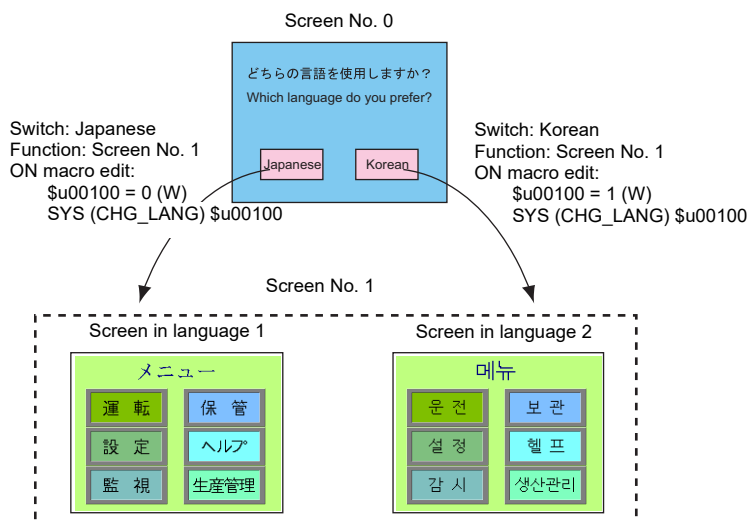 Screen No. 0
どちらの言語を使用しますか？
Which language do you prefer?
Japanese
Korean
Switch: Japanese
Function: Screen No. 1
ON macro edit:
$u00100 = 0 (W)
SYS (CHG_LANG) $u00100
Switch: Korean
Function: Screen No. 1
ON macro edit:
$u00100 = 1 (W)
SYS (CHG_LANG) $u00100
Screen No. 1
Screen in language 1
メニュー
運 転
保 管
設 定
ヘルプ
監 視
生産管理
Screen in language 2
메뉴
운 전
보 관
설 정
헬 프
감 시
생산관리